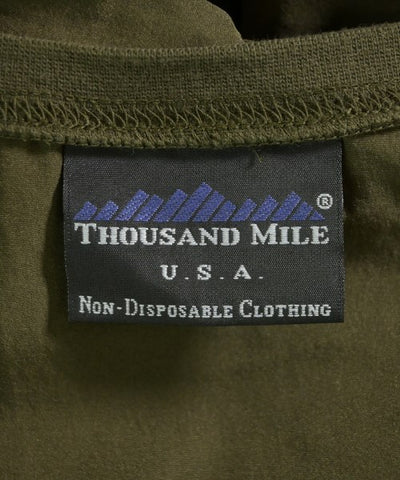 ®
THOUSAND MILE
U.S.A.
NON-DISPOSABLE CLOTHING